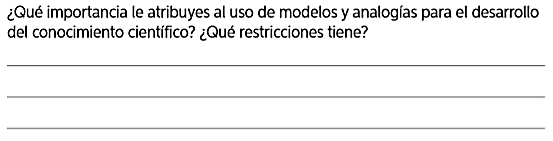 ¿Qué importancia le atribuyes al uso de modelos y analogías para el desarrollo
del conocimiento científico? ¿Qué restricciones tiene?